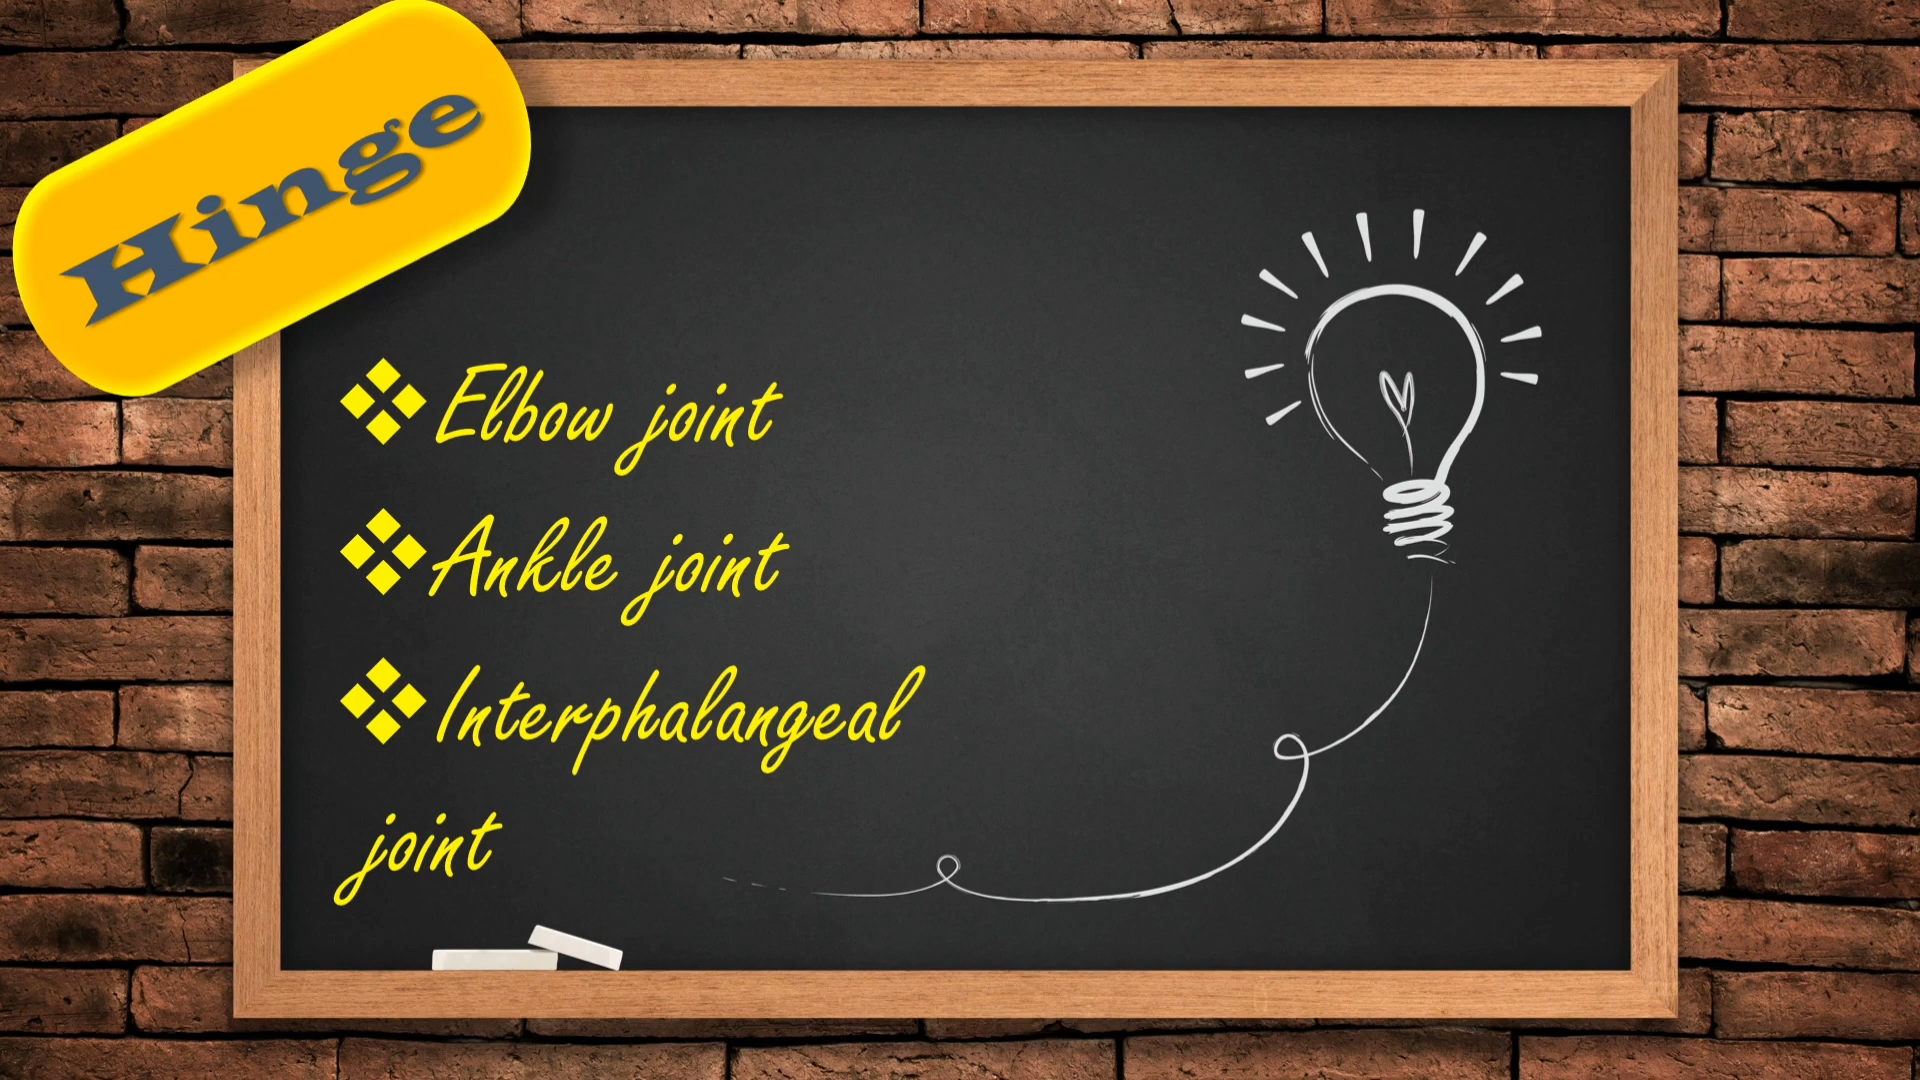 Hinge
Elbow joint
Ankle joint
Interphalangeal
joint